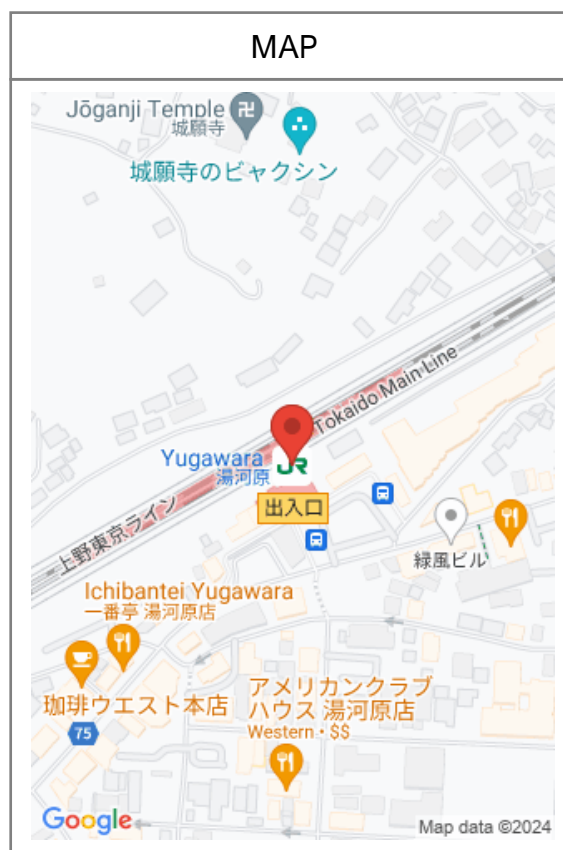 MAP
Jōganji Temple
城願寺
城願寺のビャクシン
Tokaido Main Line
Yugawara
湯河原
JR
出入口
上野東京ライン
緑風ビル
Ichibantei Yugawara
一番亭 湯河原店
珈琲ウエスト本店
75
アメリカンクラブ
ハウス 湯河原店
Western • $$
Google
Map data ©2024